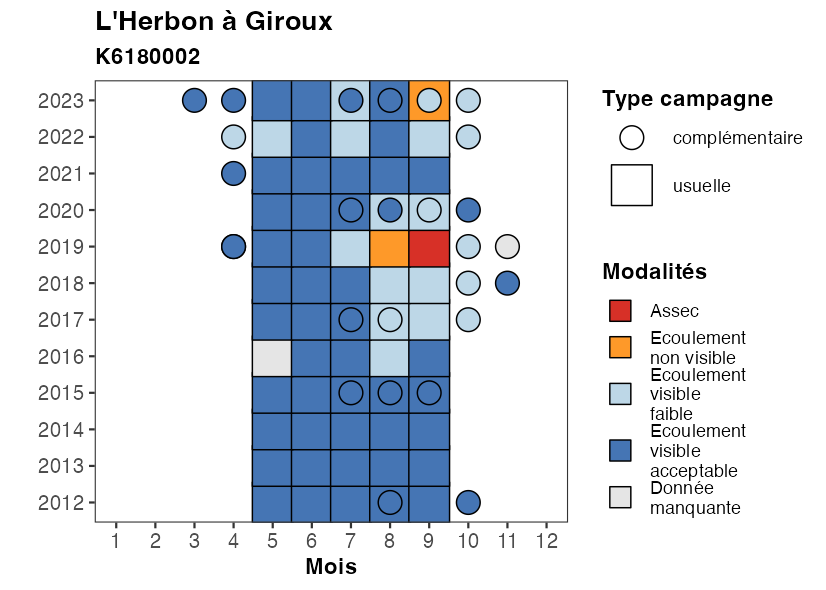 L'Herbon à Giroux
K6180002
2023
2022
2021
2020
2019
2018
2017
2016
2015
2014
2013
2012
1 2 3 4 5 6 7 8 9 10 11 12
Mois
Type campagne
complémentaire
usuelle
Modalités
Assec
Ecoulement
non visible
Ecoulement
visible
faible
Ecoulement
visible
acceptable
Donnée
manquante